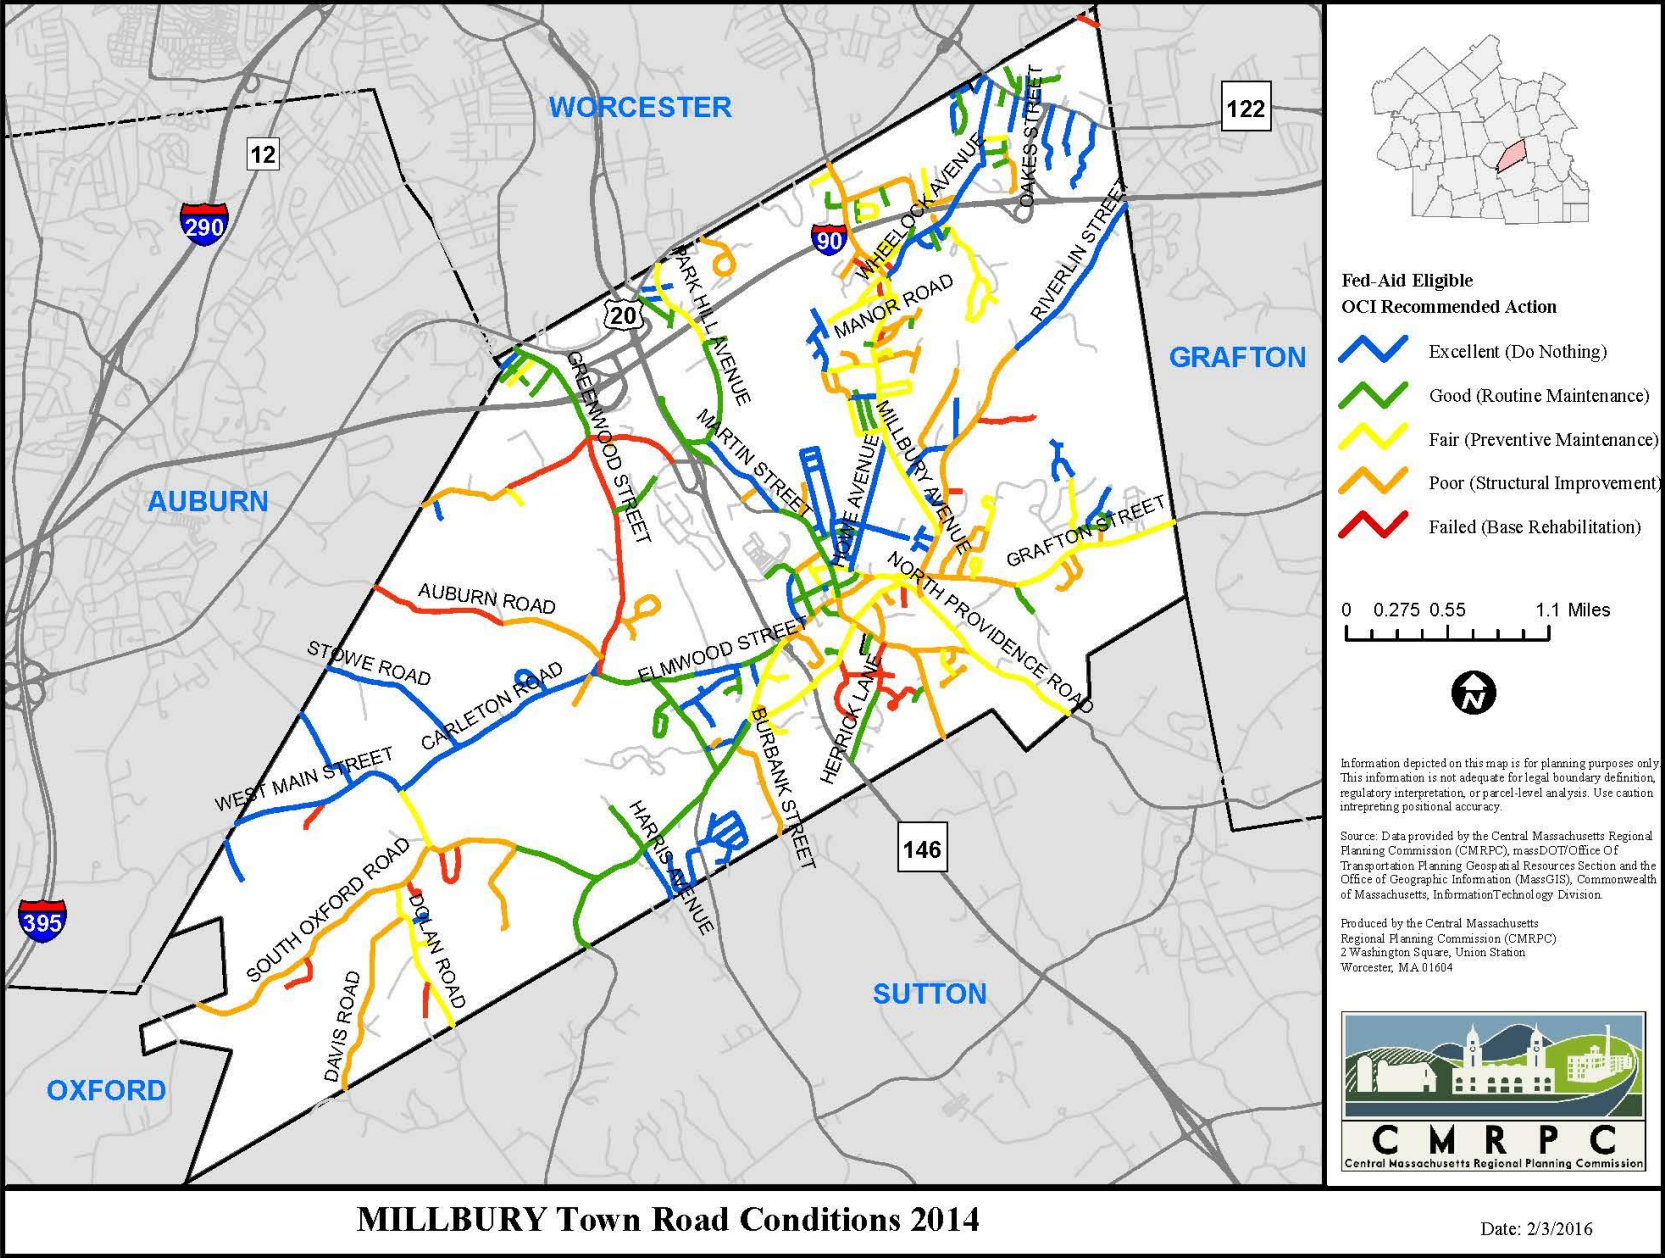 WORCESTER
122
12
290
90
20
GRAFTON
AUBURN
395
OXFORD
SUTTON
146
OAKES STREET
WHEELOCK AVENUE
RIVERLIN STREET
PARK HILL AVENUE
MANOR ROAD
GREENWOOD STREET
MARTIN STREET
MILLBURY AVENUE
HOWE AVENUE
GRAFTON STREET
NORTH PROVIDENCE ROAD
AUBURN ROAD
STOWE ROAD
ELMWOOD STREET
CARLETON ROAD
HERRICK LANE
BURBANK STREET
WEST MAIN STREET
HARRIS AVENUE
SOUTH OXFORD ROAD
DOLAN ROAD
DAVIS ROAD
Fed-Aid Eligible
OCI Recommended Action
Excellent (Do Nothing)
Good (Routine Maintenance)
Fair (Preventive Maintenance)
Poor (Structural Improvement)
Failed (Base Rehabilitation)
0 0.275 0.55 1.1 Miles
N
Information depicted on this map is for planning purposes only.
This information is not adequate for legal boundary definition,
regulatory interpretation, or parcel-level analysis. Use caution
intrepreting positional accuracy.
Source: Data provided by the Central Massachusetts Regional
Planning Commission (CMRPC), massDOT/Office Of
Transportation Planning Geospatial Resources Section and the
Office of Geographic Information (MassGIS), Commonwealth
of Massachusetts, InformationTechnology Division.
Produced by the Central Massachusetts
Regional Planning Commission (CMRPC)
2 Washington Square, Union Station
Worcester, MA 01604
C M R P C
Central Massachusetts Regional Planning Commission
MILLBURY Town Road Conditions 2014
Date: 2/3/2016